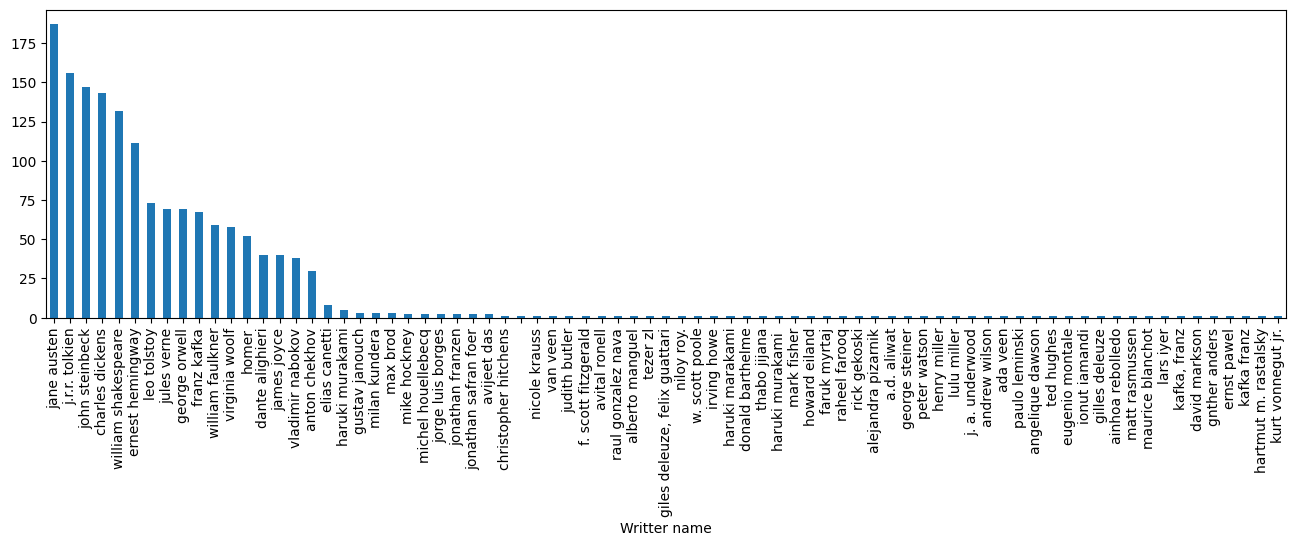 175
150
125
100
75
50
25
0
jane austen
j.r.r. tolkien
john steinbeck
charles dickens
william shakespeare
ernest hemingway
leo tolstoy
jules verne
george orwell
franz kafka
william faulkner
virginia woolf
homer
dante alighieri
james joyce
vladimir nabokov
anton chekhov
elias canetti
haruki murakami
gustav janouch
milan kundera
max brod
mike hockney
michel houellebecq
jorge luis borges
jonathan franzen
jonathan safran foer
avijeet das
christopher hitchens
nicole krauss
van veen
judith butler
f. scott fitzgerald
avital ronell
raul gonzalez nava
alberto manguel
tezer zl
giles deleuze, felix guattari
niloy roy.
w. scott poole
irving howe
haruki marakami
donald barthelme
thabo jijana
haruki murakami
mark fisher
howard eiland
faruk myrtaj
raheel farooq
rick gekoski
alejandra pizarnik
a.d. aliwat
george steiner
peter watson
henry miller
lulu miller
j. a. underwood
andrew wilson
ada veen
paulo leminski
angelique dawson
ted hughes
eugenio montale
ionut iamandi
gilles deleuze
ainhoa rebolledo
matt rasmussen
maurice blanchot
lars iyer
kafka, franz
david markson
gnther anders
ernst pawel
kafka franz
hartmut m. rastalsky
kurt vonnegut jr.
Writter name